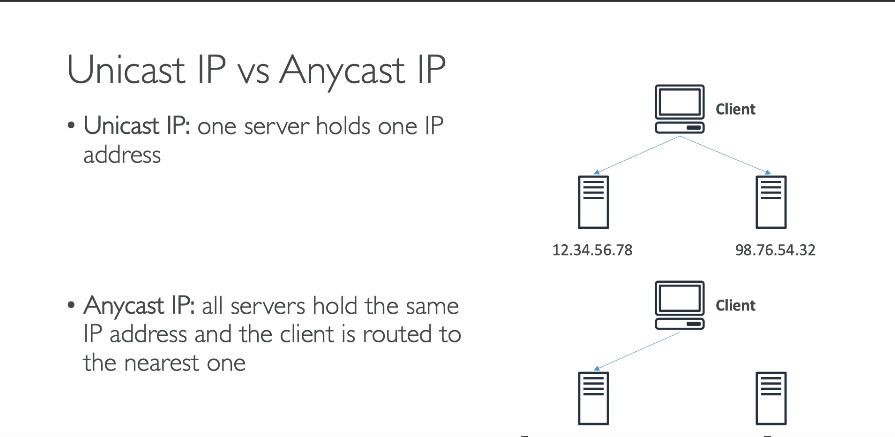 Unicast IP vs Anycast IP
• Unicast IP: one server holds one IP
address
Client
12.34.56.78
98.76.54.32
• Anycast IP: all servers hold the same
IP address and the client is routed to
the nearest one
Client